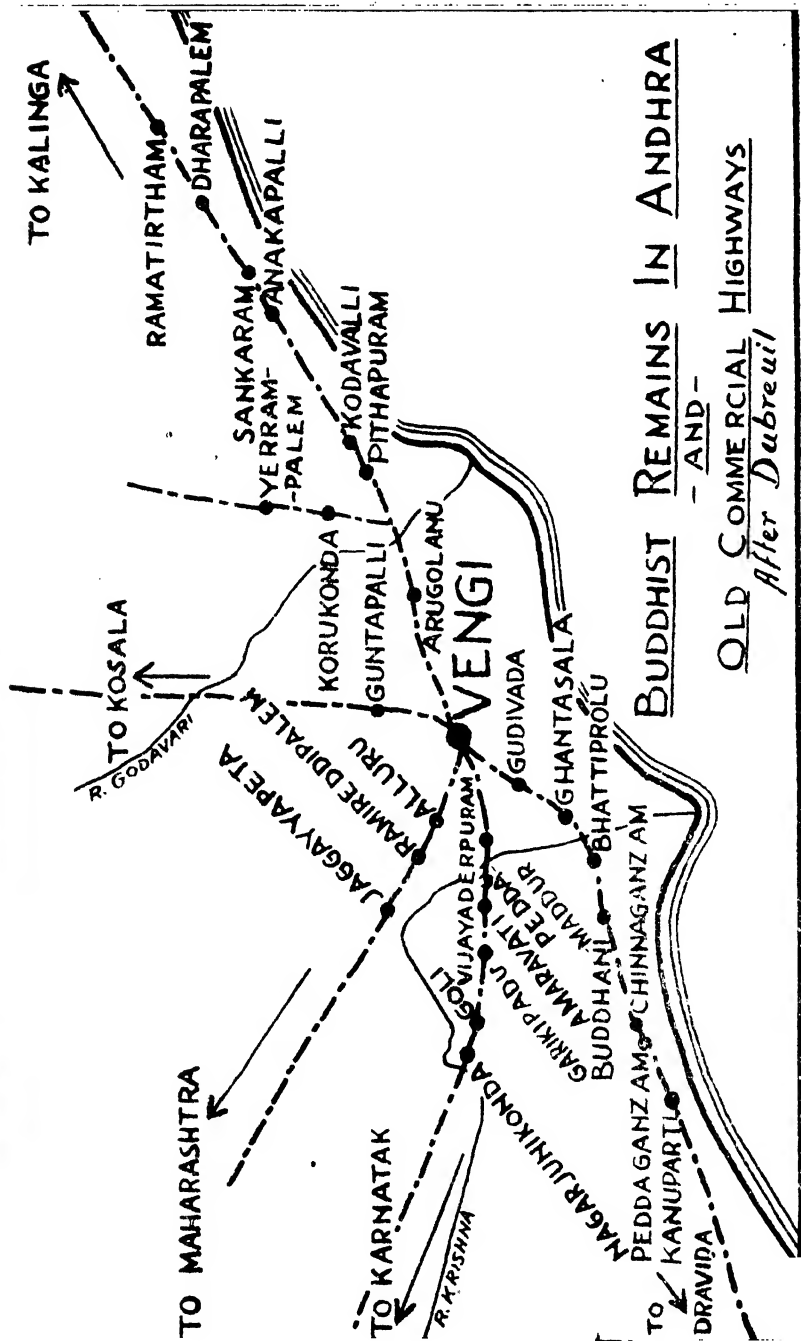 TO KALINGA
RAMATIRTHAM
DHARAPALEM
SANKARAM
ANAKAPALLI
YERRAM-
-PALEM
KODAVALLI
PITHAPURAM
TO KOSALA
R. GODAVARI
KORUKONDA
GUNTAPALLI
ARUGOLANU
VENGI
JAGGAYYAPETA
RAMIREDDIPALEM
ALLURU
GUDIVADA
GHANTASALA
BHATTIPROLU
TO MAHARASHTRA
GOLI
VIJAYADERPURAM
PEDDA
MADDUR
AMARAVATI
GARIKIPADU
BUDDHANI
TO KARNATAK
R. KRISHNA
NAGARJUNIKONDA
PEDDAGANZAM
CHINNAGANZAM
KANUPARTI
TO
DRAVIDA
BUDDHIST REMAINS IN ANDHRA
- AND -
OLD COMMERCIAL HIGHWAYS
After Dubreuil